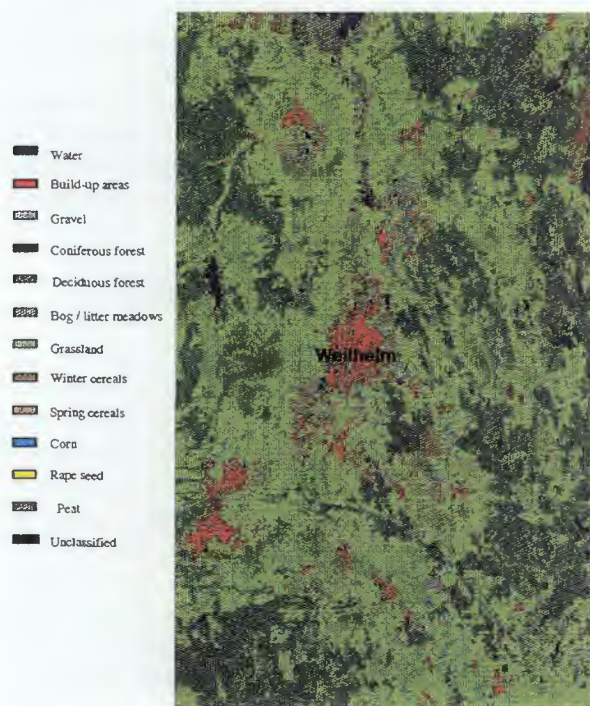 Water
Build-up areas
Gravel
Coniferous forest
Deciduous forest
Bog / litter meadows
Grassland
Winter cereals
Spring cereals
Corn
Rape seed
Peat
Unclassified
Weilheim